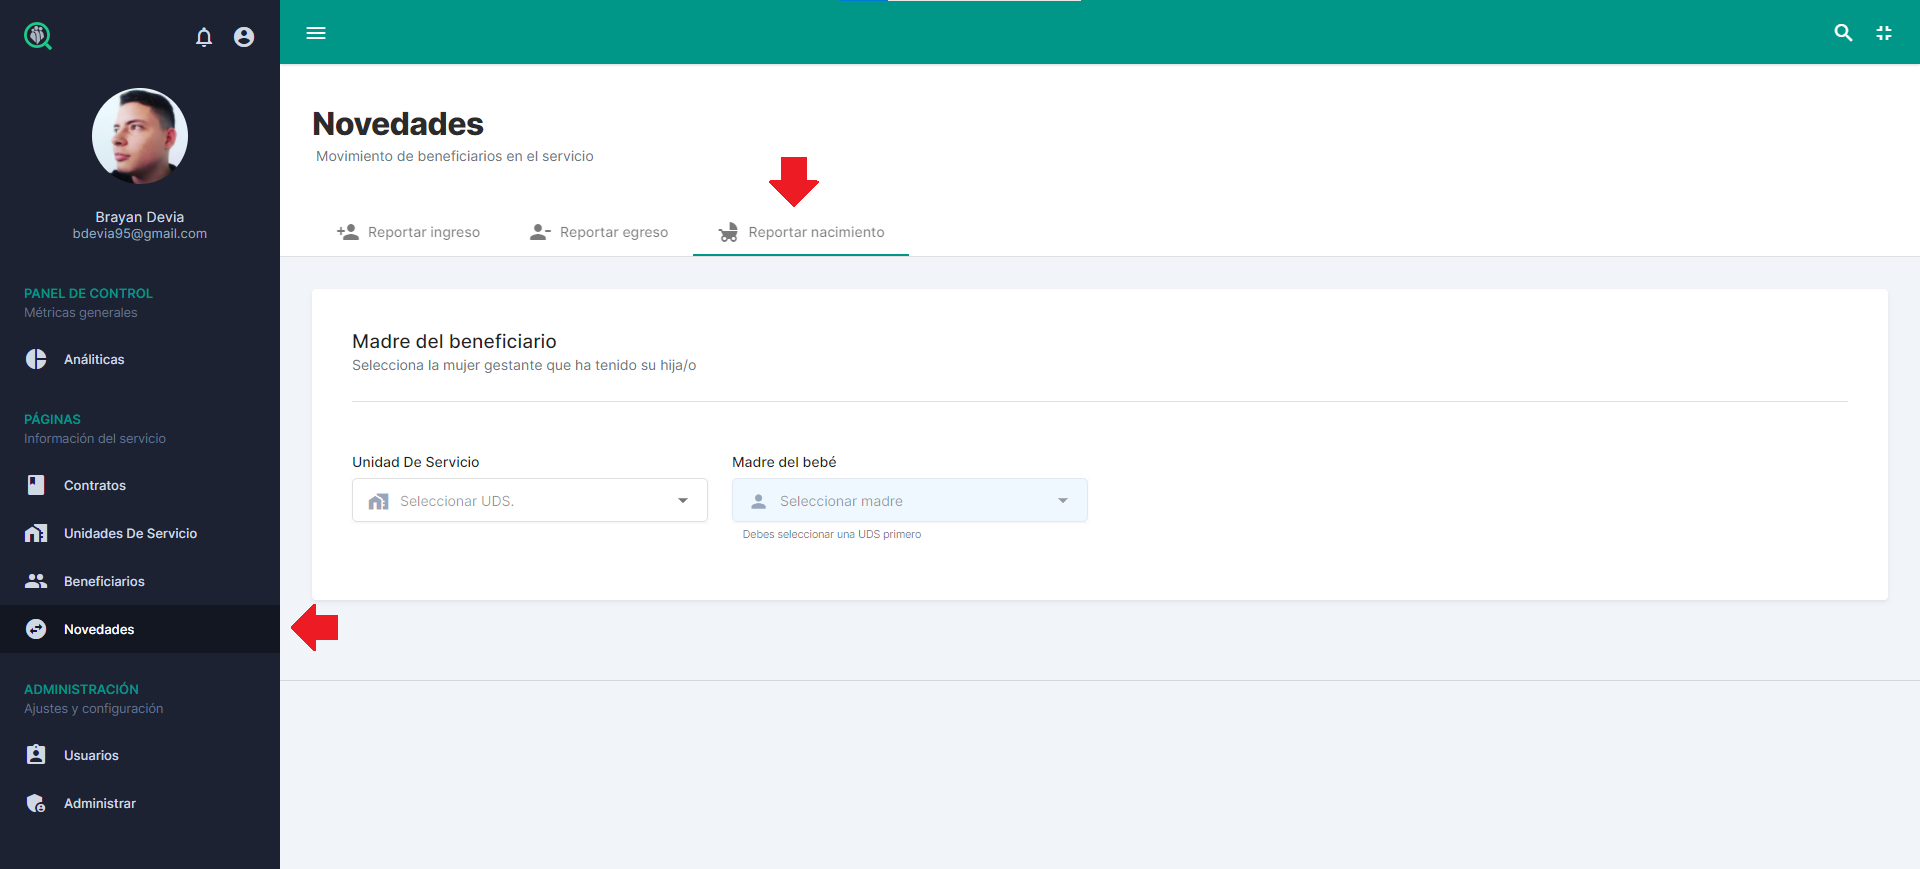 Brayan Devia
bdevia95@gmail.com
PANEL DE CONTROL
Métricas generales
Análiticas
PÁGINAS
Información del servicio
Contratos
Unidades De Servicio
Beneficiarios
Novedades
ADMINISTRACIÓN
Ajustes y configuración
Usuarios
Administrar
Novedades
Movimiento de beneficiarios en el servicio
Reportar ingreso
Reportar egreso
Reportar nacimiento
Madre del beneficiario
Selecciona la mujer gestante que ha tenido su hija/o
Unidad De Servicio
Seleccionar UDS.
Madre del bebé
Seleccionar madre
Debes seleccionar una UDS primero